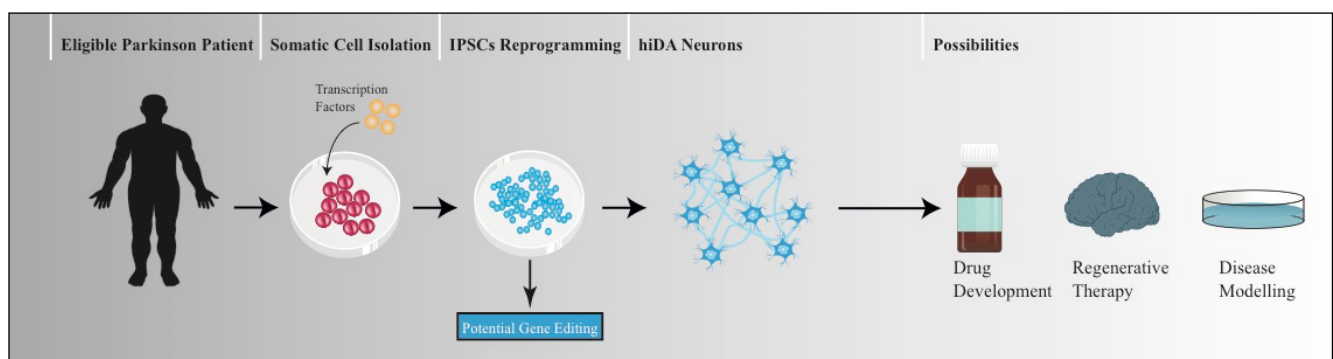 Eligible Parkinson Patient
Somatic Cell Isolation
IPSCs Reprogramming
hiDA Neurons
Possibilities
Transcription
Factors
Potential Gene Editing
Drug
Development
Regenerative
Therapy
Disease
Modelling